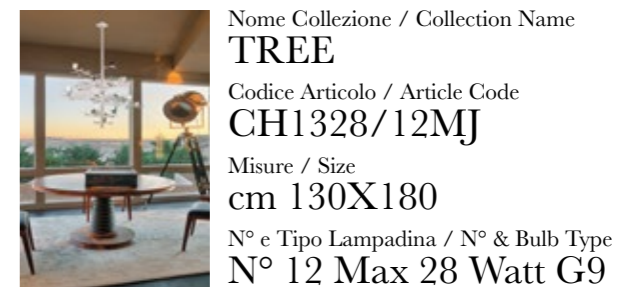 Nome Collezione / Collection Name
TREE
Codice Articolo / Article Code
CH1328/12MJ
Misure / Size
cm 130X180
N° e Tipo Lampadina / N° & Bulb Type
N° 12 Max 28 Watt G9